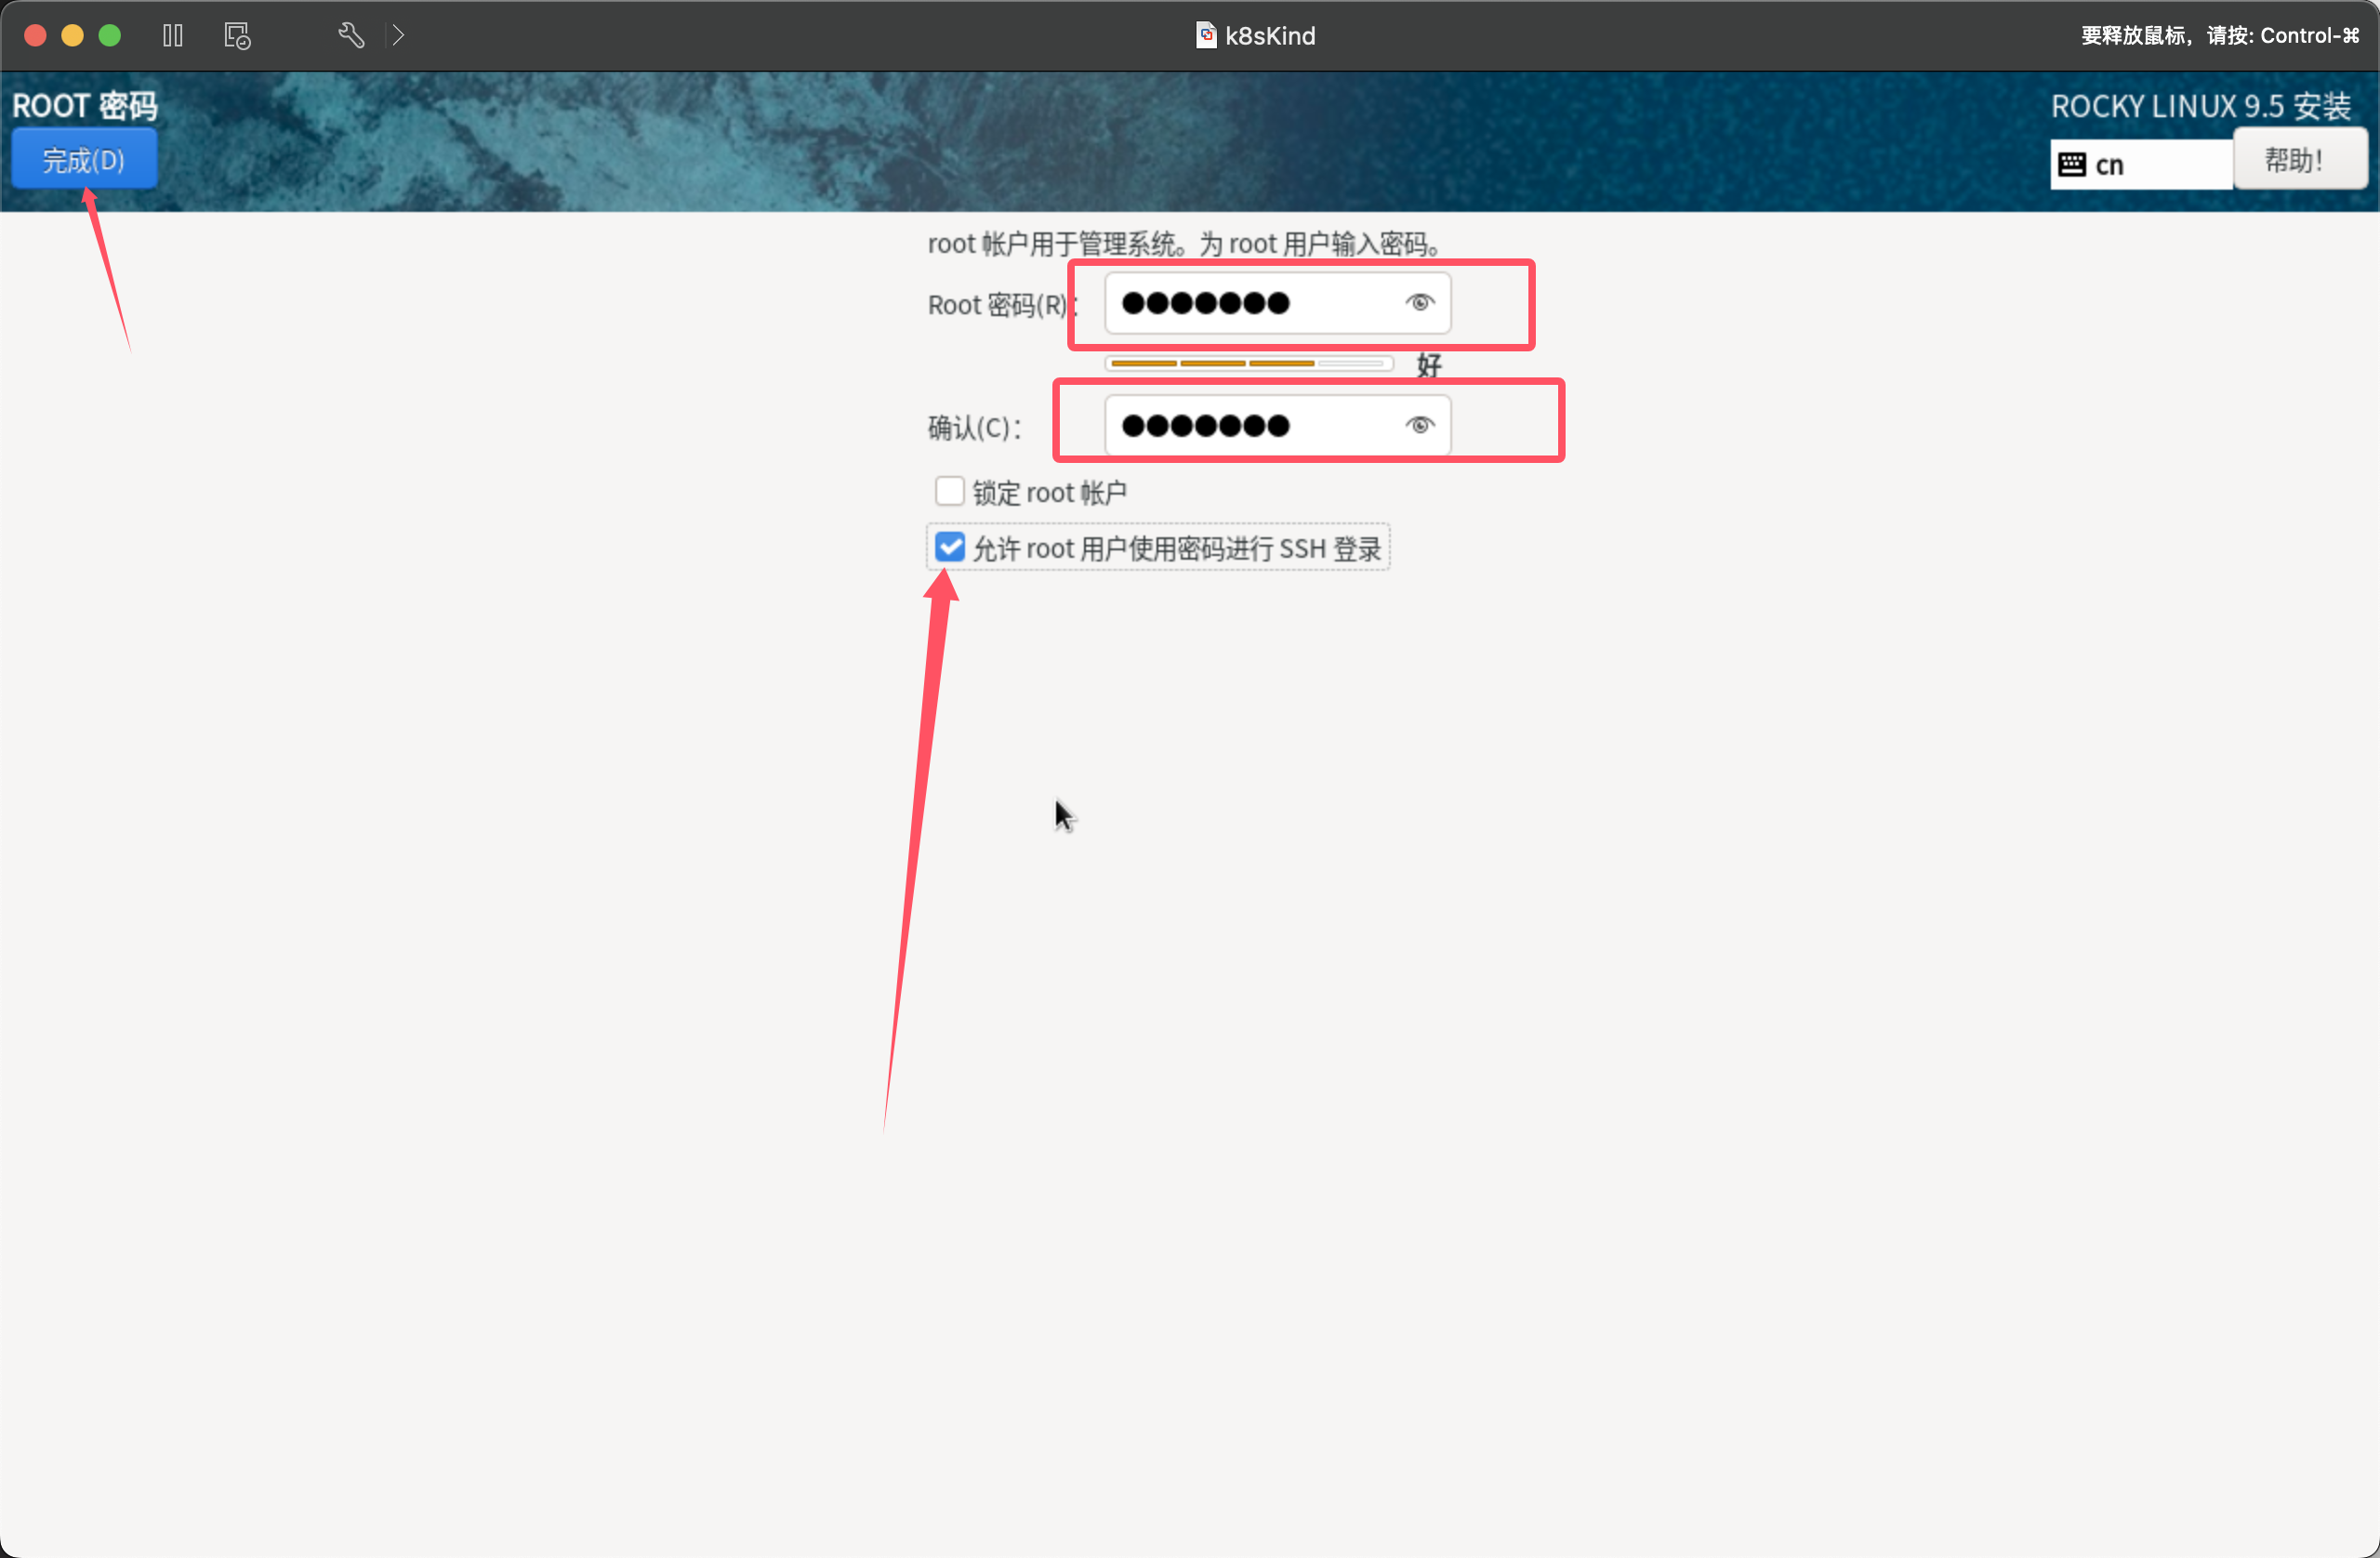 k8sKind
要释放鼠标，请按: Control-⌘
ROOT 密码
ROCKY LINUX 9.5 安装
完成(D)
cn
帮助！
root 帐户用于管理系统。为 root 用户输入密码。
Root 密码(R)：
●●●●●●●
好
确认(C)：
●●●●●●●
锁定 root 帐户
允许 root 用户使用密码进行 SSH 登录